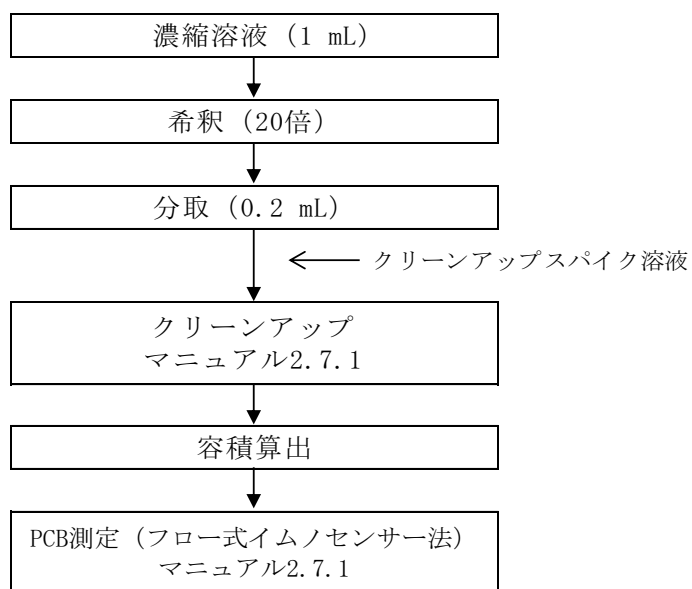 濃縮溶液 (1 mL)
希釈 (20倍)
分取 (0.2 mL)
クリーンアップスパイク溶液
クリーンアップ
マニュアル2.7.1
容積算出
PCB測定 (フロー式イムノセンサー法)
マニュアル2.7.1